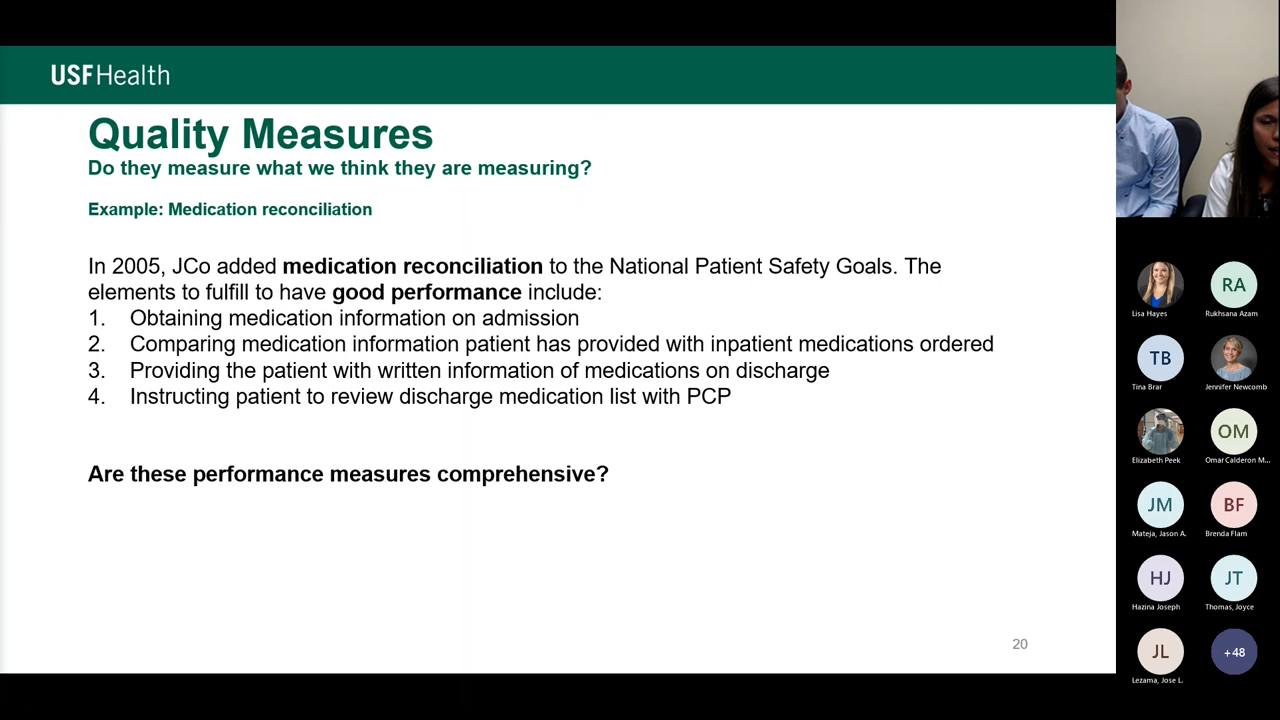 USFHealth
Quality Measures
Do they measure what we think they are measuring?
Example: Medication reconciliation
In 2005, JCo added medication reconciliation to the National Patient Safety Goals. The
elements to fulfill to have good performance include:
1. Obtaining medication information on admission
2. Comparing medication information patient has provided with inpatient medications ordered
3. Providing the patient with written information of medications on discharge
4. Instructing patient to review discharge medication list with PCP
Are these performance measures comprehensive?
20
RA
Lisa Hayes
Rukhsana Azam
TB
Tina Brar
Jennifer Newcomb
OM
Elizabeth Peek
Omar Calderon M...
JM
BF
Mateja, Jason A.
Brenda Flam
HJ
JT
Hazina Joseph
Thomas, Joyce
JL
+48
Lezama, Jose L.